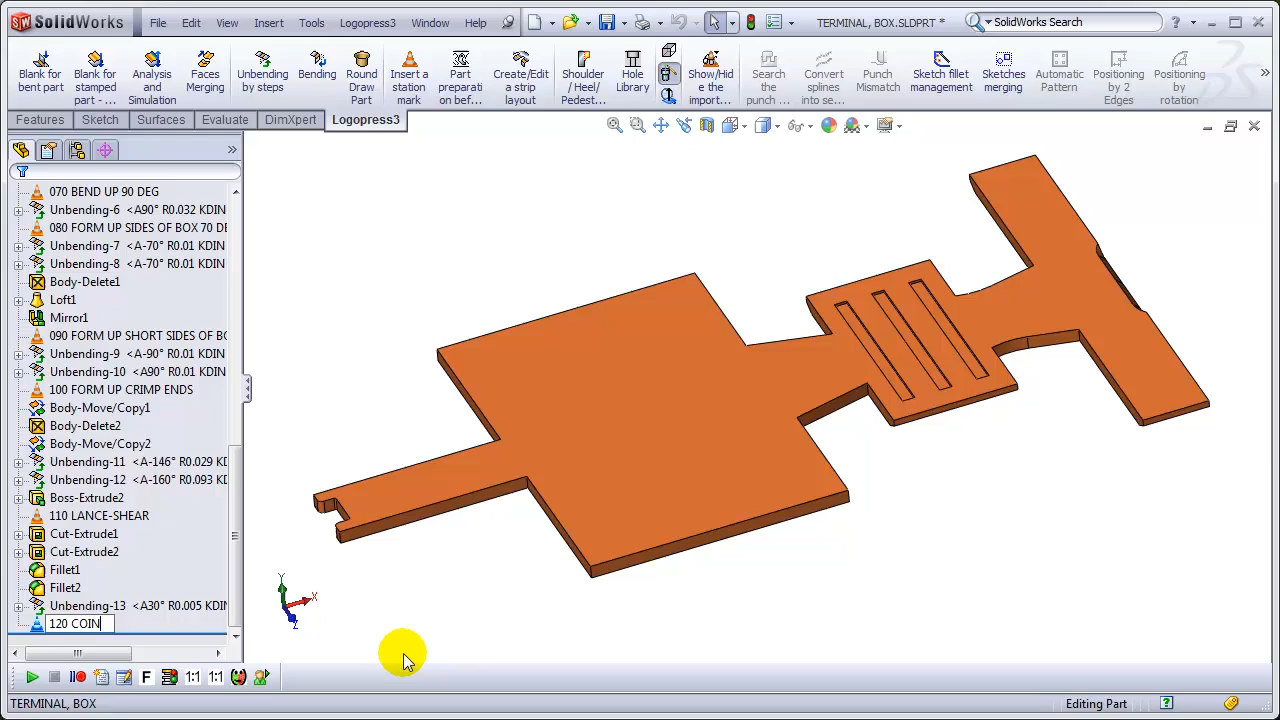 SolidWorks File Edit View Insert Tools Logopress3 Window Help TERMINAL, BOX.SLDPRT * SolidWorks Search
Blank for bent part
Blank for stamped part - ...
Analysis and Simulation
Faces Merging
Unbending by steps
Bending
Round Draw Part
Insert a station mark
Part preparati on bef...
Create/Edit a strip layout
Shoulder / Heel / Pedest...
Hole Library
Show/Hid e the import...
Search the punch ...
Convert splines into se...
Punch Mismatch
Sketch fillet management
Sketches merging
Automatic Pattern
Positioning by 2 Edges
Positioning by rotation
Features Sketch Surfaces Evaluate DimXpert Logopress3
070 BEND UP 90 DEG
Unbending-6 <A90° R0.032 KDIN
080 FORM UP SIDES OF BOX 70 DE
Unbending-7 <A-70° R0.01 KDIN
Unbending-8 <A-70° R0.01 KDIN
Body-Delete1
Loft1
Mirror1
090 FORM UP SHORT SIDES OF BO
Unbending-9 <A-90° R0.01 KDIN
Unbending-10 <A90° R0.01 KDIN
100 FORM UP CRIMP ENDS
Body-Move/Copy1
Body-Delete2
Body-Move/Copy2
Unbending-11 <A-146° R0.029 KD
Unbending-12 <A-160° R0.093 KD
Boss-Extrude2
110 LANCE-SHEAR
Cut-Extrude1
Cut-Extrude2
Fillet1
Fillet2
Unbending-13 <A30° R0.005 KDIN
120 COIN
Y
X
Z
F 1:1 1:1
TERMINAL, BOX Editing Part